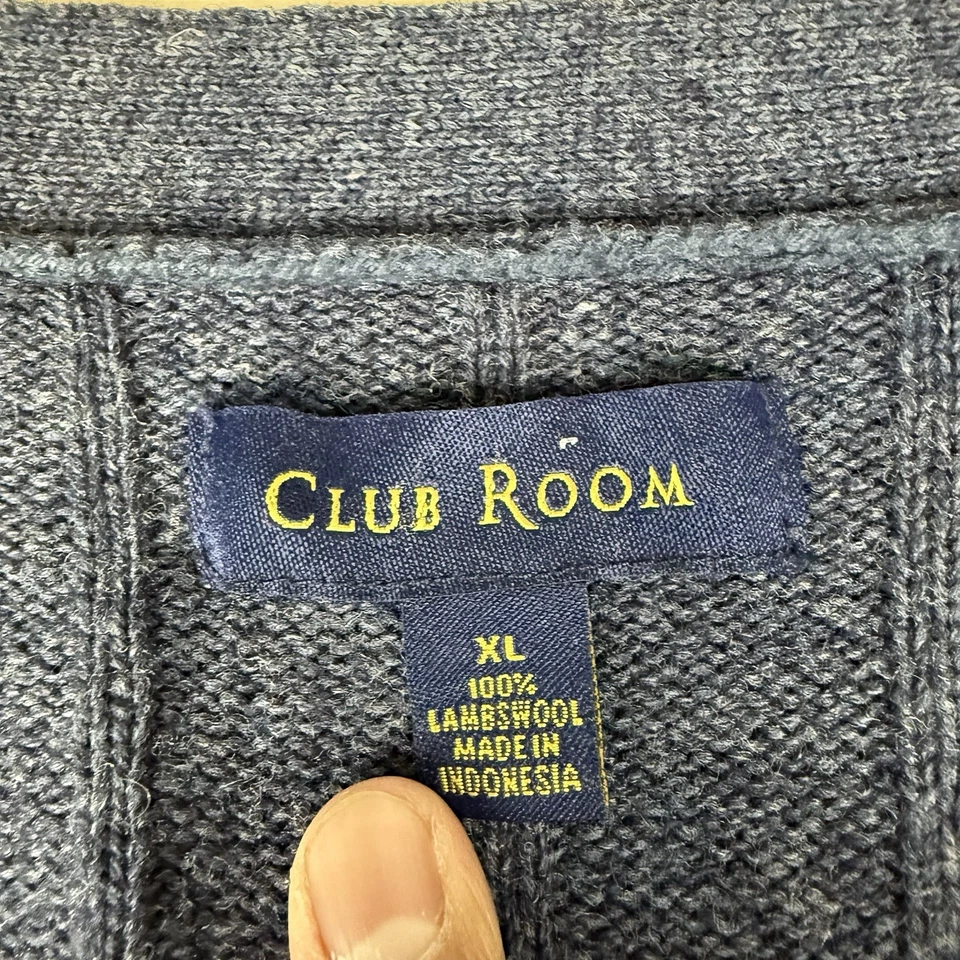 CLUB ROOM
XL
100%
LAMBSWOOL
MADE IN
INDONESIA